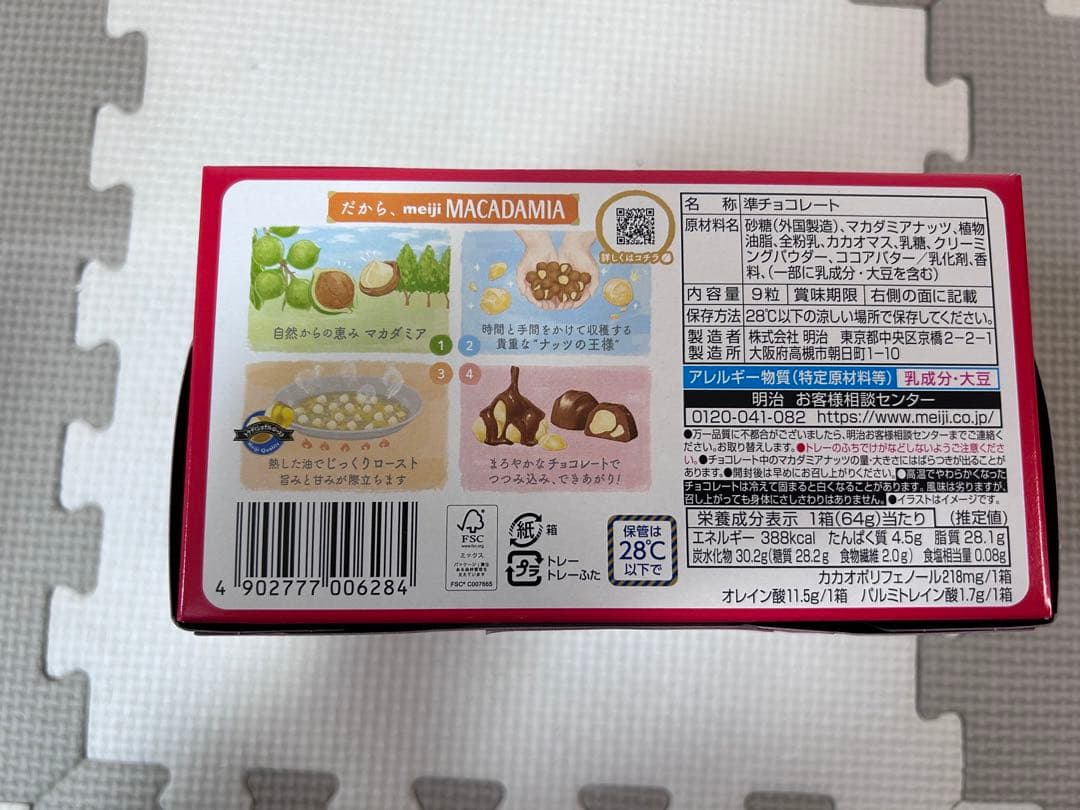 だから、meiji MACADAMIA
詳しくはコチラ
自然からの恵み マカダミア
1
2
時間と手間をかけて収穫する
貴重な“ナッツの王様”
3
4
熱した油でじっくりロースト
旨みと甘みが際立ちます
まろやかなチョコレートで
つつみ込み、できあがり!
4 902777 006284
FSC
www.fsc.org
ミックス
FSC® C007665
紙 箱
プラ トレー
トレーふた
保管は
28℃
以下で
名 称 準チョコレート
原材料名 砂糖(外国製造)、マカダミアナッツ、植物
油脂、全粉乳、カカオマス、乳糖、クリーミ
ングパウダー、ココアバター/乳化剤、香
料、(一部に乳成分・大豆を含む)
内容量 9粒 賞味期限 右側の面に記載
保存方法 28℃以下の涼しい場所で保存してください。
製造者 株式会社 明治 東京都中央区京橋2-2-1
製造所 大阪府高槻市朝日町1-10
アレルギー物質(特定原材料等) 乳成分・大豆
明治 お客様相談センター
0120-041-082 https://www.meiji.co.jp/
●万一品質に不都合がございましたら、明治お客様相談センターまでご連絡く
ださい。お取り替えします。●トレーのふちでけがなどしないようご注意くださ
い。●チョコレート中のマカダミアナッツの量・大きさにはばらつきが出ることが
あります。●開封後は早めにお召し上がりください。●高温でやわらかくなった
チョコレートは冷えて固まると白くなることがあります。風味は劣りますが、
召し上がっても身体にさしさわりはありません。●イラストはイメージです。
栄養成分表示 1箱(64g)当たり (推定値)
エネルギー 388kcal たんぱく質 4.5g 脂質 28.1g
炭水化物 30.2g(糖質 28.2g 食物繊維 2.0g) 食塩相当量 0.08g
カカオポリフェノール218mg/1箱
オレイン酸11.5g/1箱 パルミトレイン酸1.7g/1箱